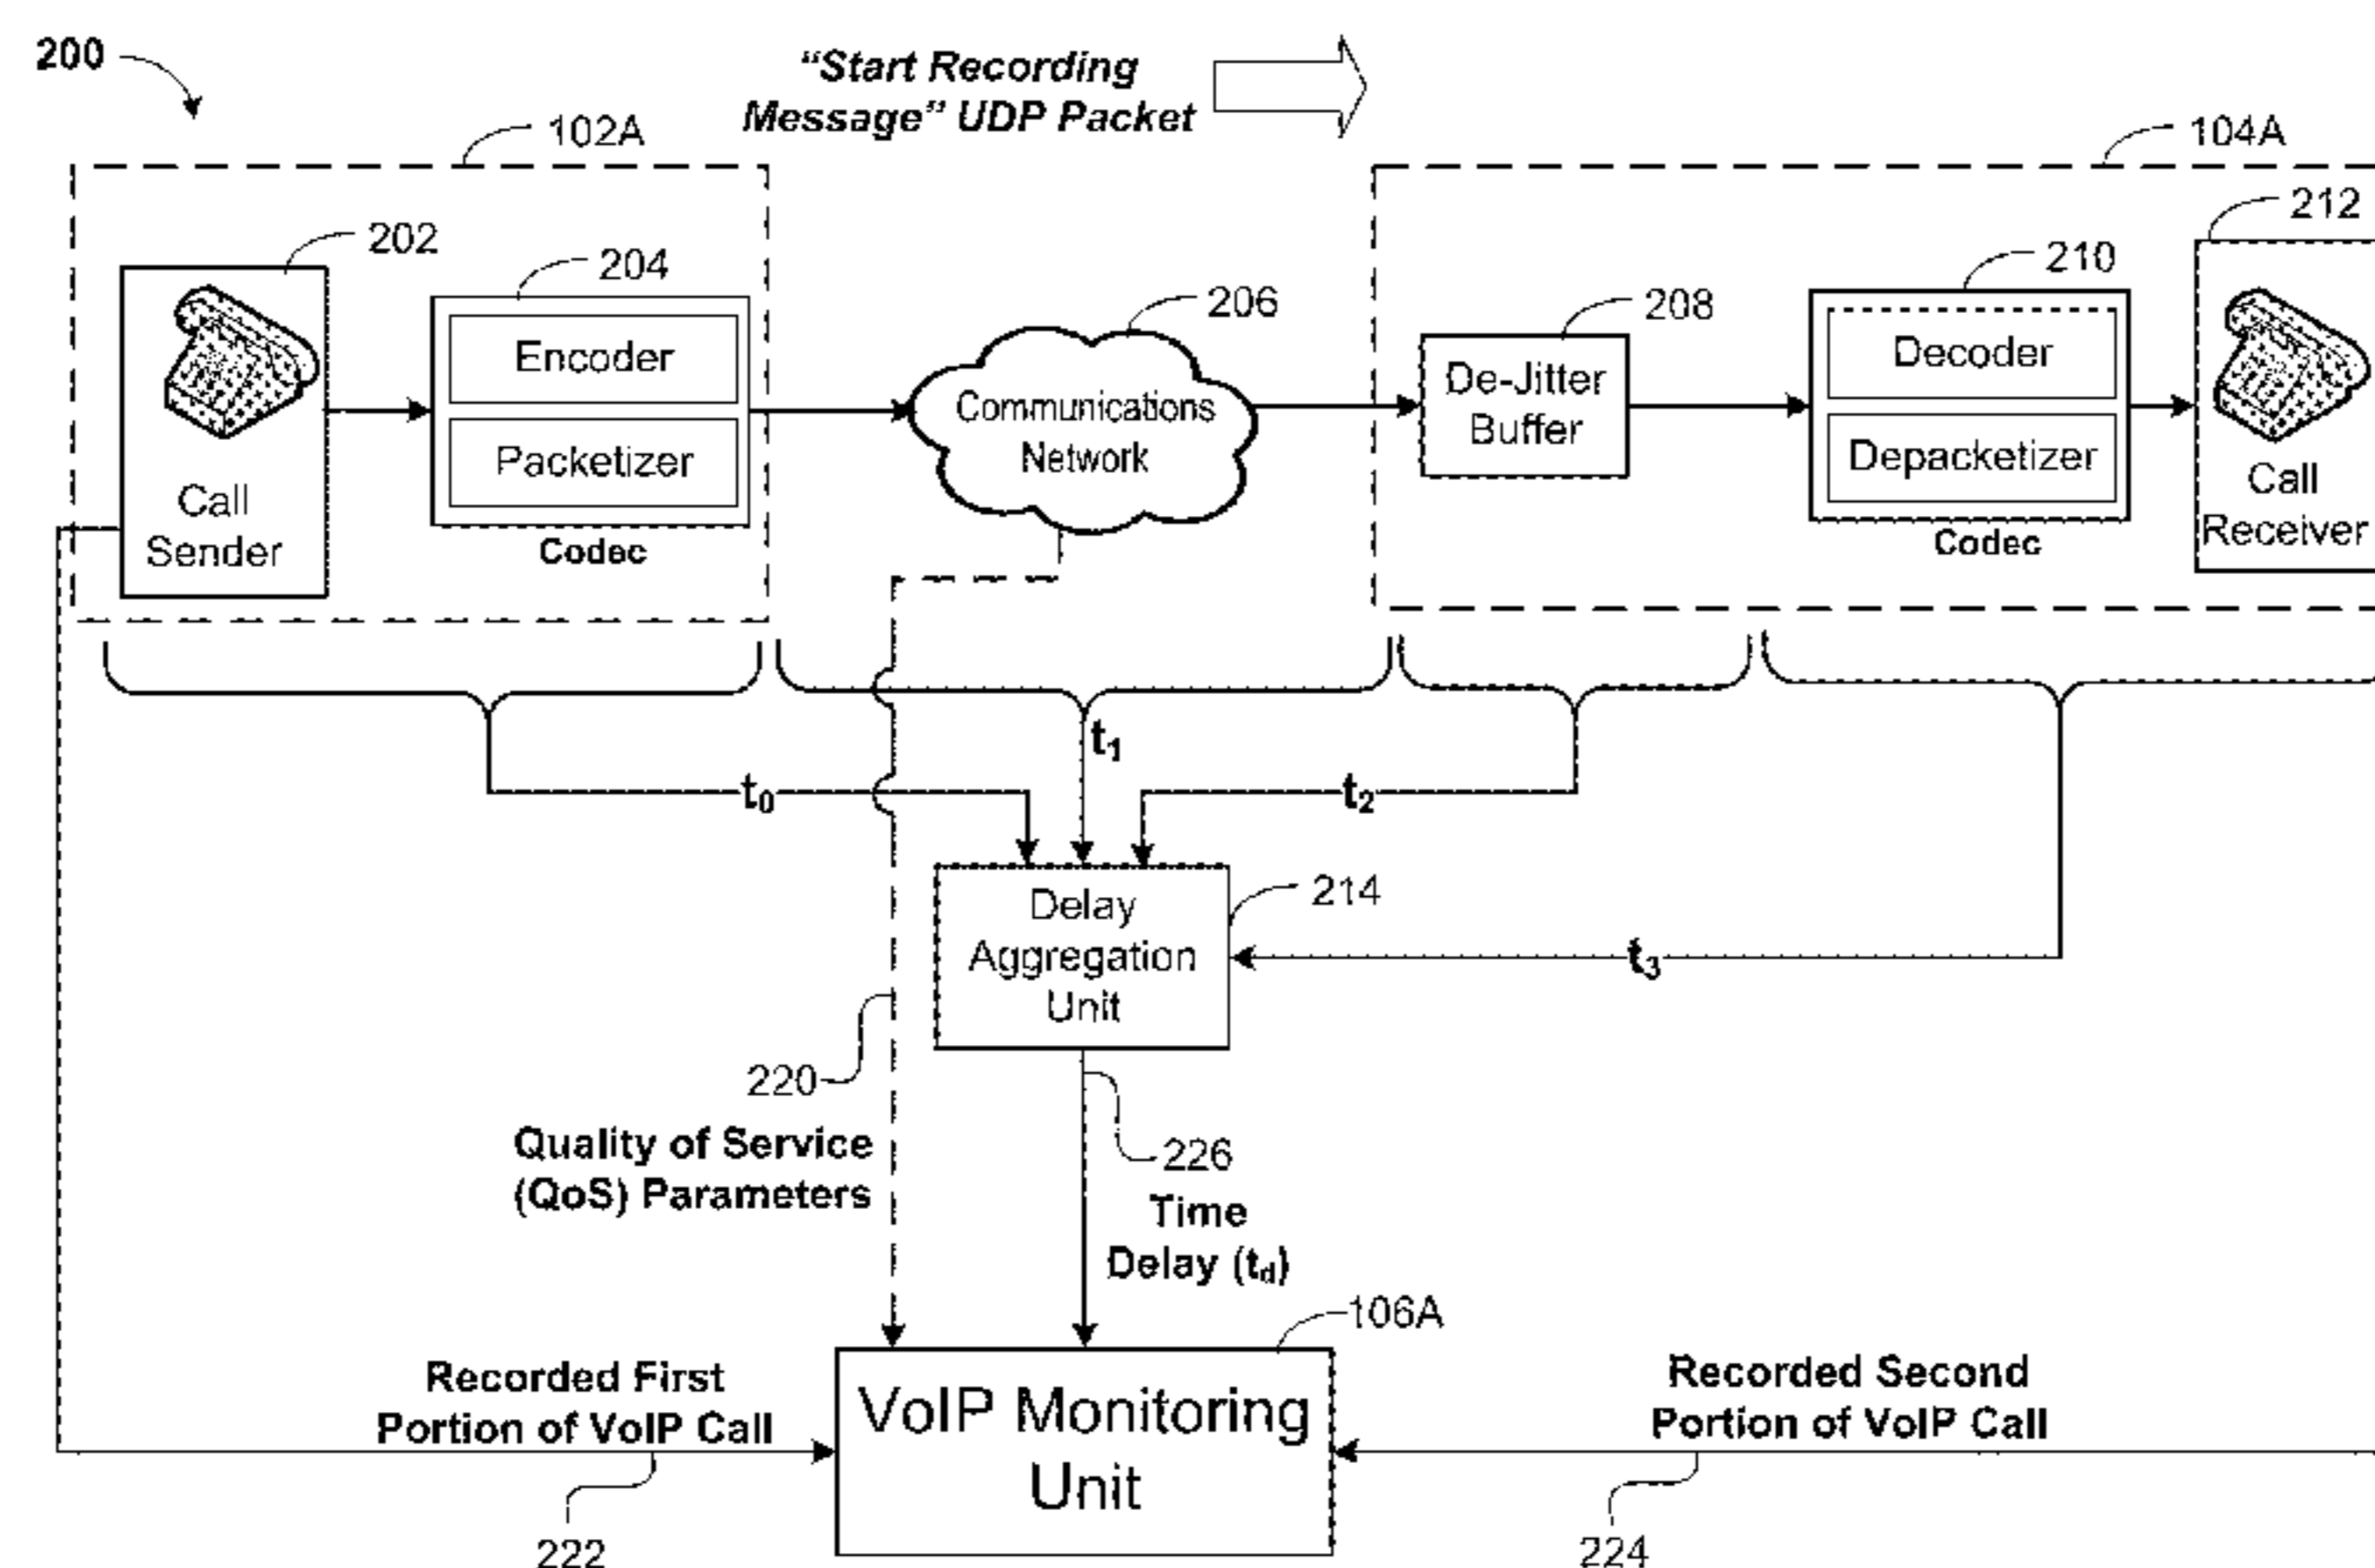 200
“Start Recording
Message” UDP Packet
102A
104A
202
204
206
208
210
212
Encoder
Packetizer
Codec
Call
Sender
Communications
Network
De-Jitter
Buffer
Decoder
Depacketizer
Codec
Call
Receiver
t1
t0
t2
Delay
Aggregation
Unit
214
t3
220
Quality of Service
(QoS) Parameters
226
Time
Delay (td)
106A
Recorded First
Portion of VoIP Call
VoIP Monitoring
Unit
Recorded Second
Portion of VoIP Call
222
224